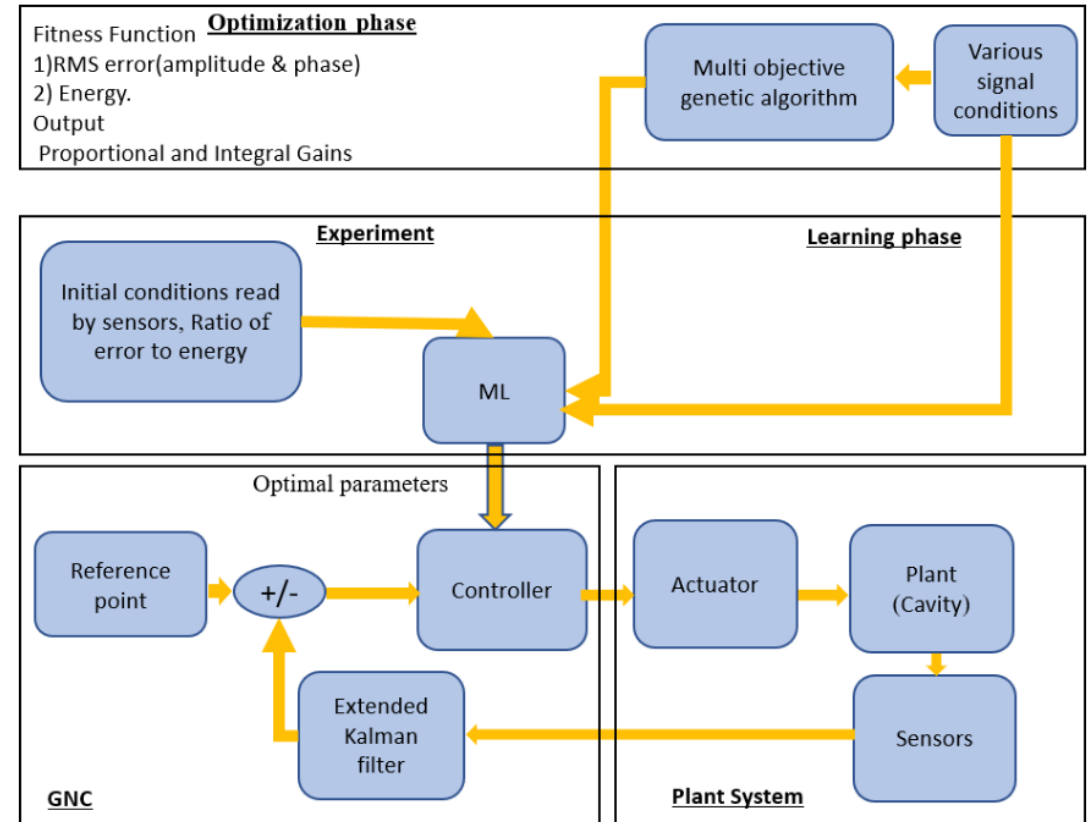 Optimization phase
Fitness Function
1)RMS error(amplitude & phase)
2) Energy.
Output
Proportional and Integral Gains
Multi objective
genetic algorithm
Various
signal
conditions
Experiment
Learning phase
Initial conditions read
by sensors, Ratio of
error to energy
ML
Optimal parameters
Reference
point
+/-
Controller
Actuator
Plant
(Cavity)
Extended
Kalman
filter
Sensors
GNC
Plant System